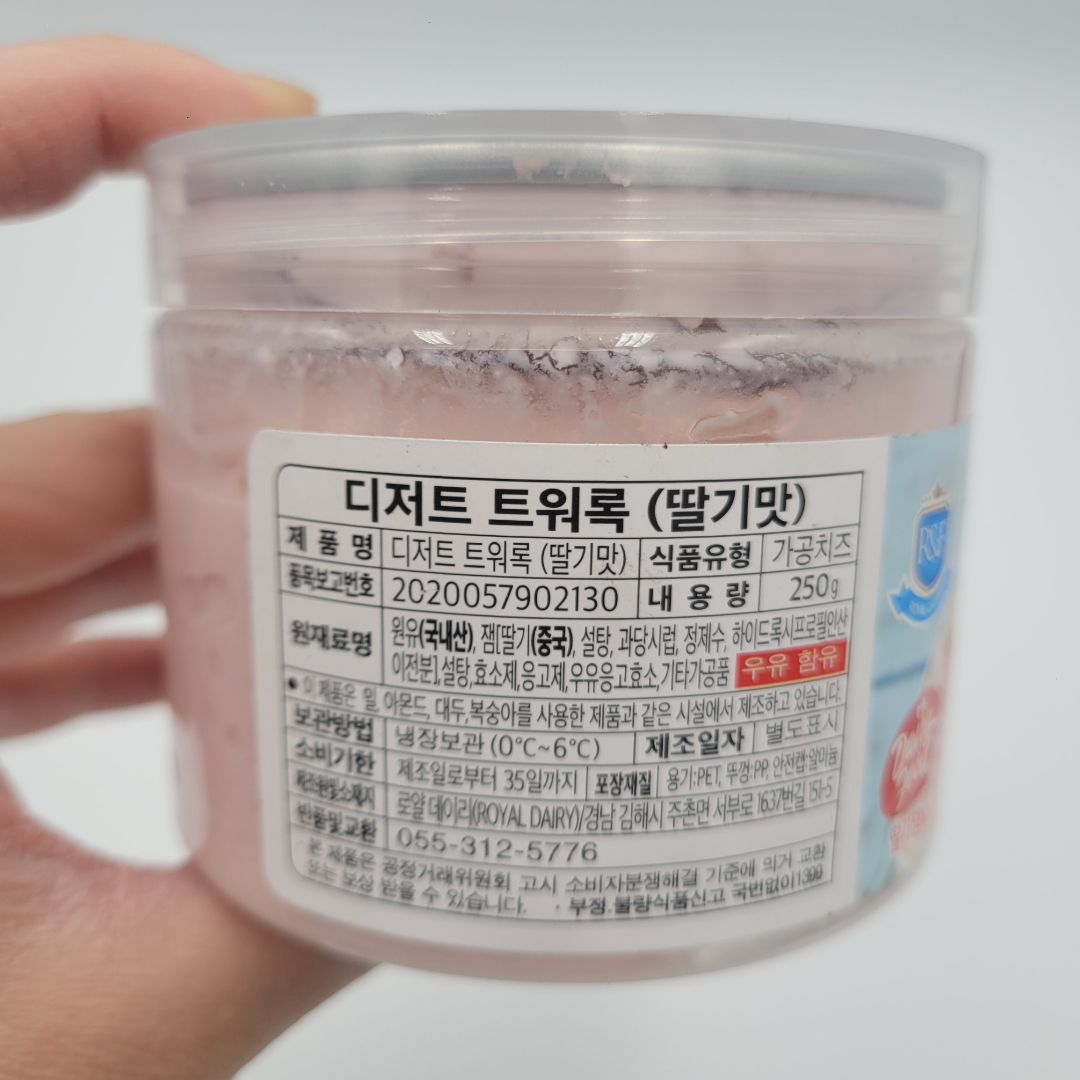 디저트 트워록 (딸기맛)
제 품 명 디저트 트워록 (딸기맛) 식품유형 가공치즈
품목보고번호 2020057902130 내 용 량 250g
원재료명 원유(국내산), 잼[딸기(중국), 설탕, 과당시럽, 정제수, 하이드록시프로필인산
이전분],설탕,효소제,응고제,우유응고효소,기타가공품 우유 함유
• 이 제품은 밀, 아몬드, 대두,복숭아를 사용한 제품과 같은 시설에서 제조하고 있습니다.
보관방법 냉장보관 (0℃~6℃) 제조일자 별도표시
소비기한 제조일로부터 35일까지 포장재질 용기:PET, 뚜껑:PP, 안전캡:알미늄
제조원및소재지 로얄 데이리(ROYAL DAIRY)/경남 김해시 주촌면 서부로 1637번길 151-5
반품및교환 055-312-5776
· 본 제품은 공정거래위원회 고시 소비자분쟁해결 기준에 의거 교환
또는 보상 받을 수 있습니다. · 부정.불량식품신고 국번없이1399